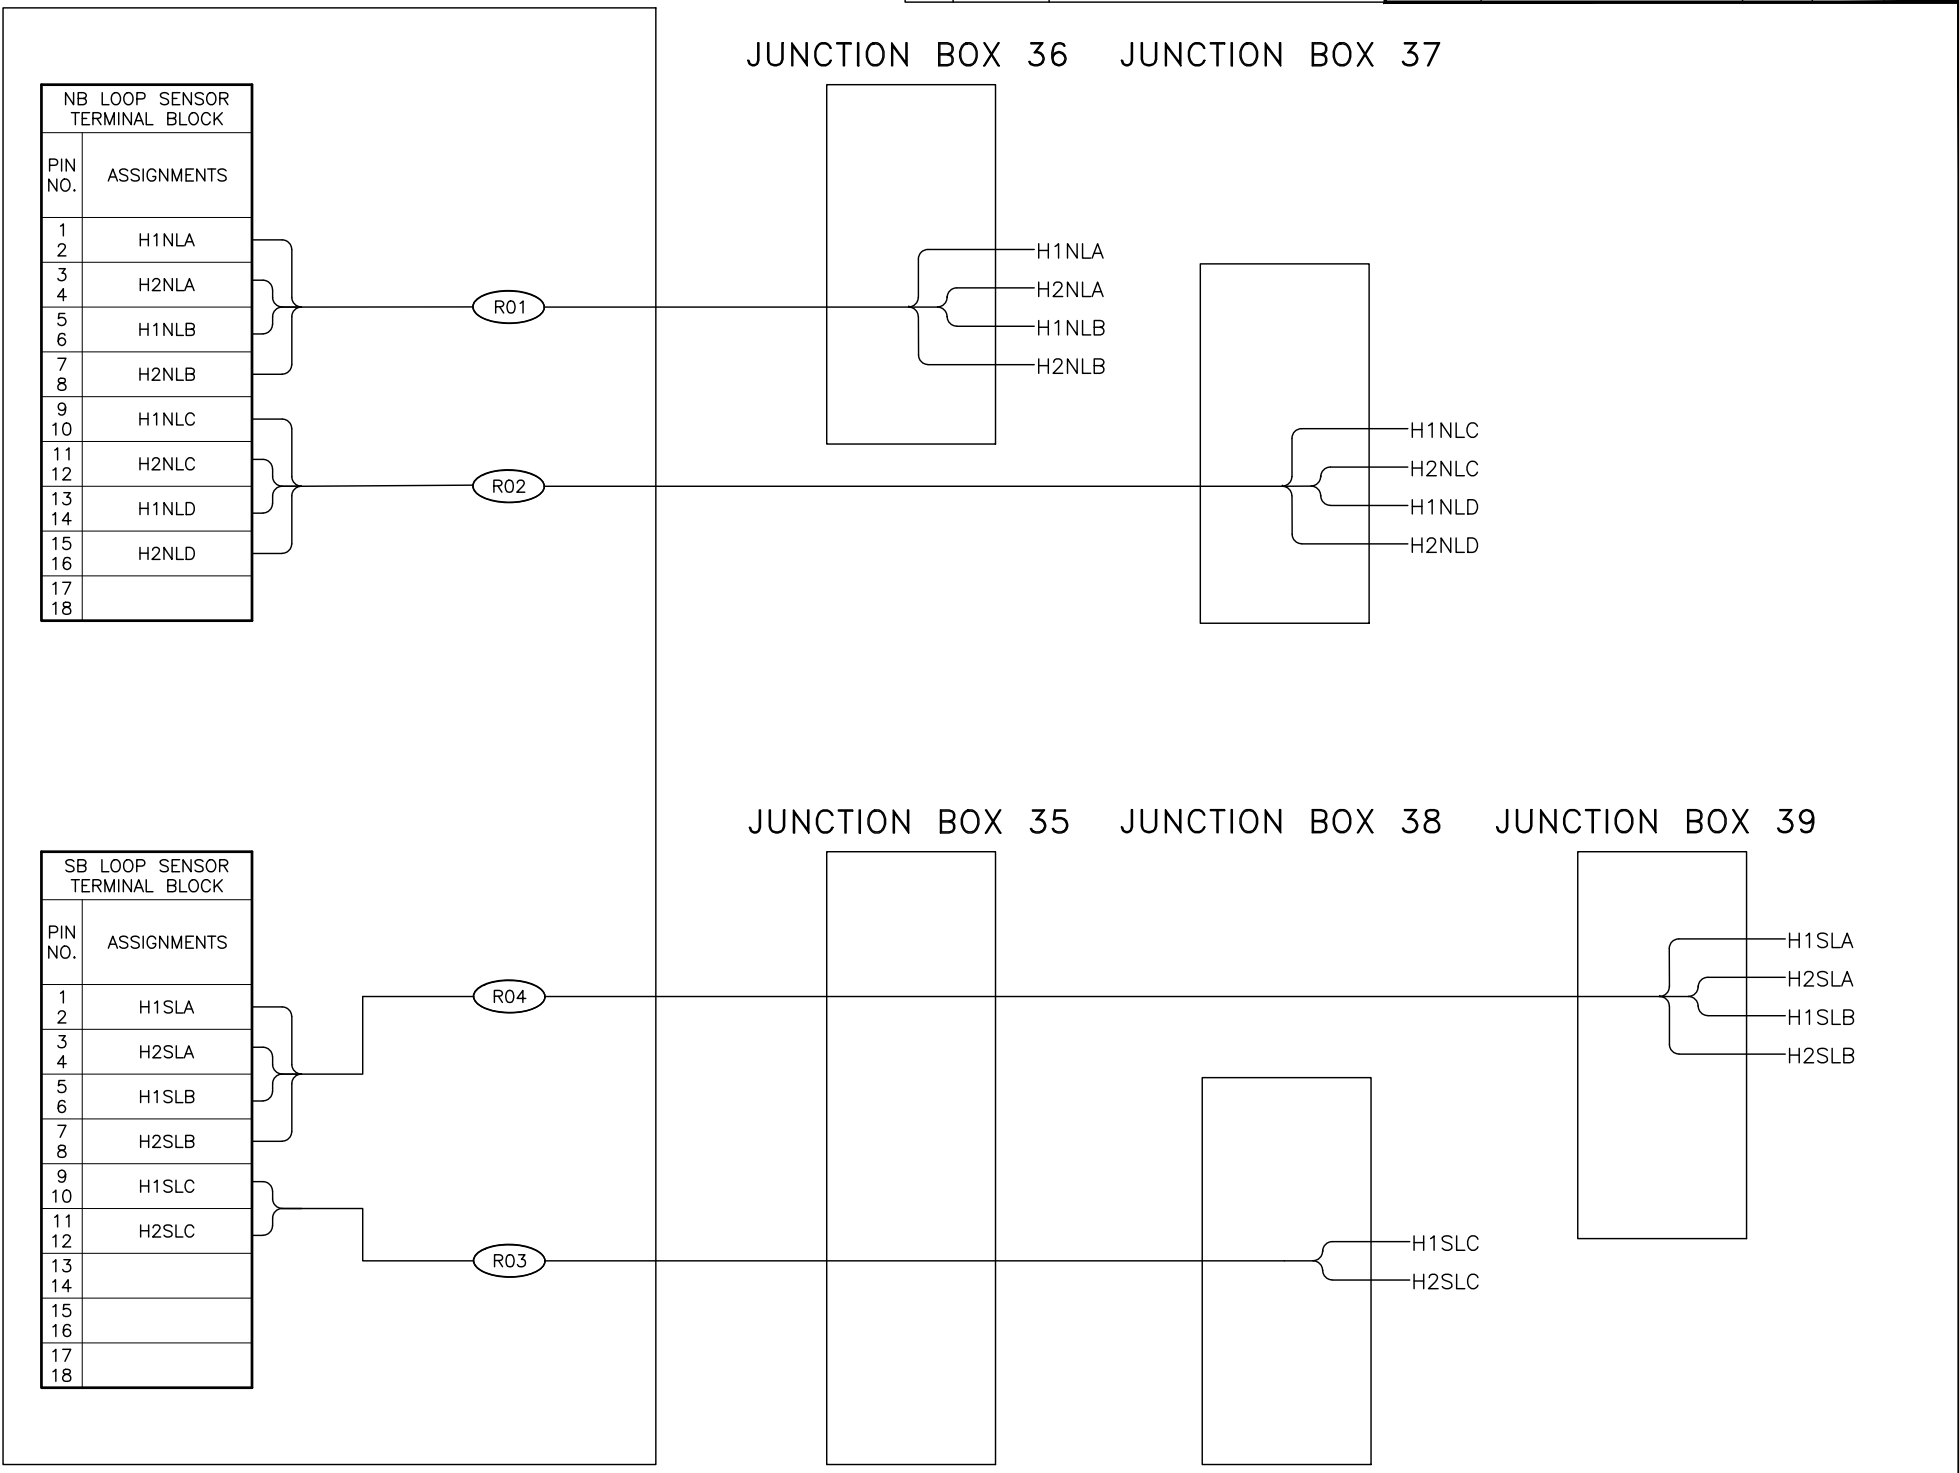 JUNCTION BOX 36
JUNCTION BOX 37
NB LOOP SENSOR
TERMINAL BLOCK
PIN
NO.
ASSIGNMENTS
1
2
H1NLA
3
4
H2NLA
5
6
H1NLB
7
8
H2NLB
9
10
H1NLC
11
12
H2NLC
13
14
H1NLD
15
16
H2NLD
17
18
R01
R02
H1NLA
H2NLA
H1NLB
H2NLB
H1NLC
H2NLC
H1NLD
H2NLD
JUNCTION BOX 35
JUNCTION BOX 38
JUNCTION BOX 39
SB LOOP SENSOR
TERMINAL BLOCK
PIN
NO.
ASSIGNMENTS
1
2
H1SLA
3
4
H2SLA
5
6
H1SLB
7
8
H2SLB
9
10
H1SLC
11
12
H2SLC
13
14
15
16
17
18
R04
R03
H1SLA
H2SLA
H1SLB
H2SLB
H1SLC
H2SLC